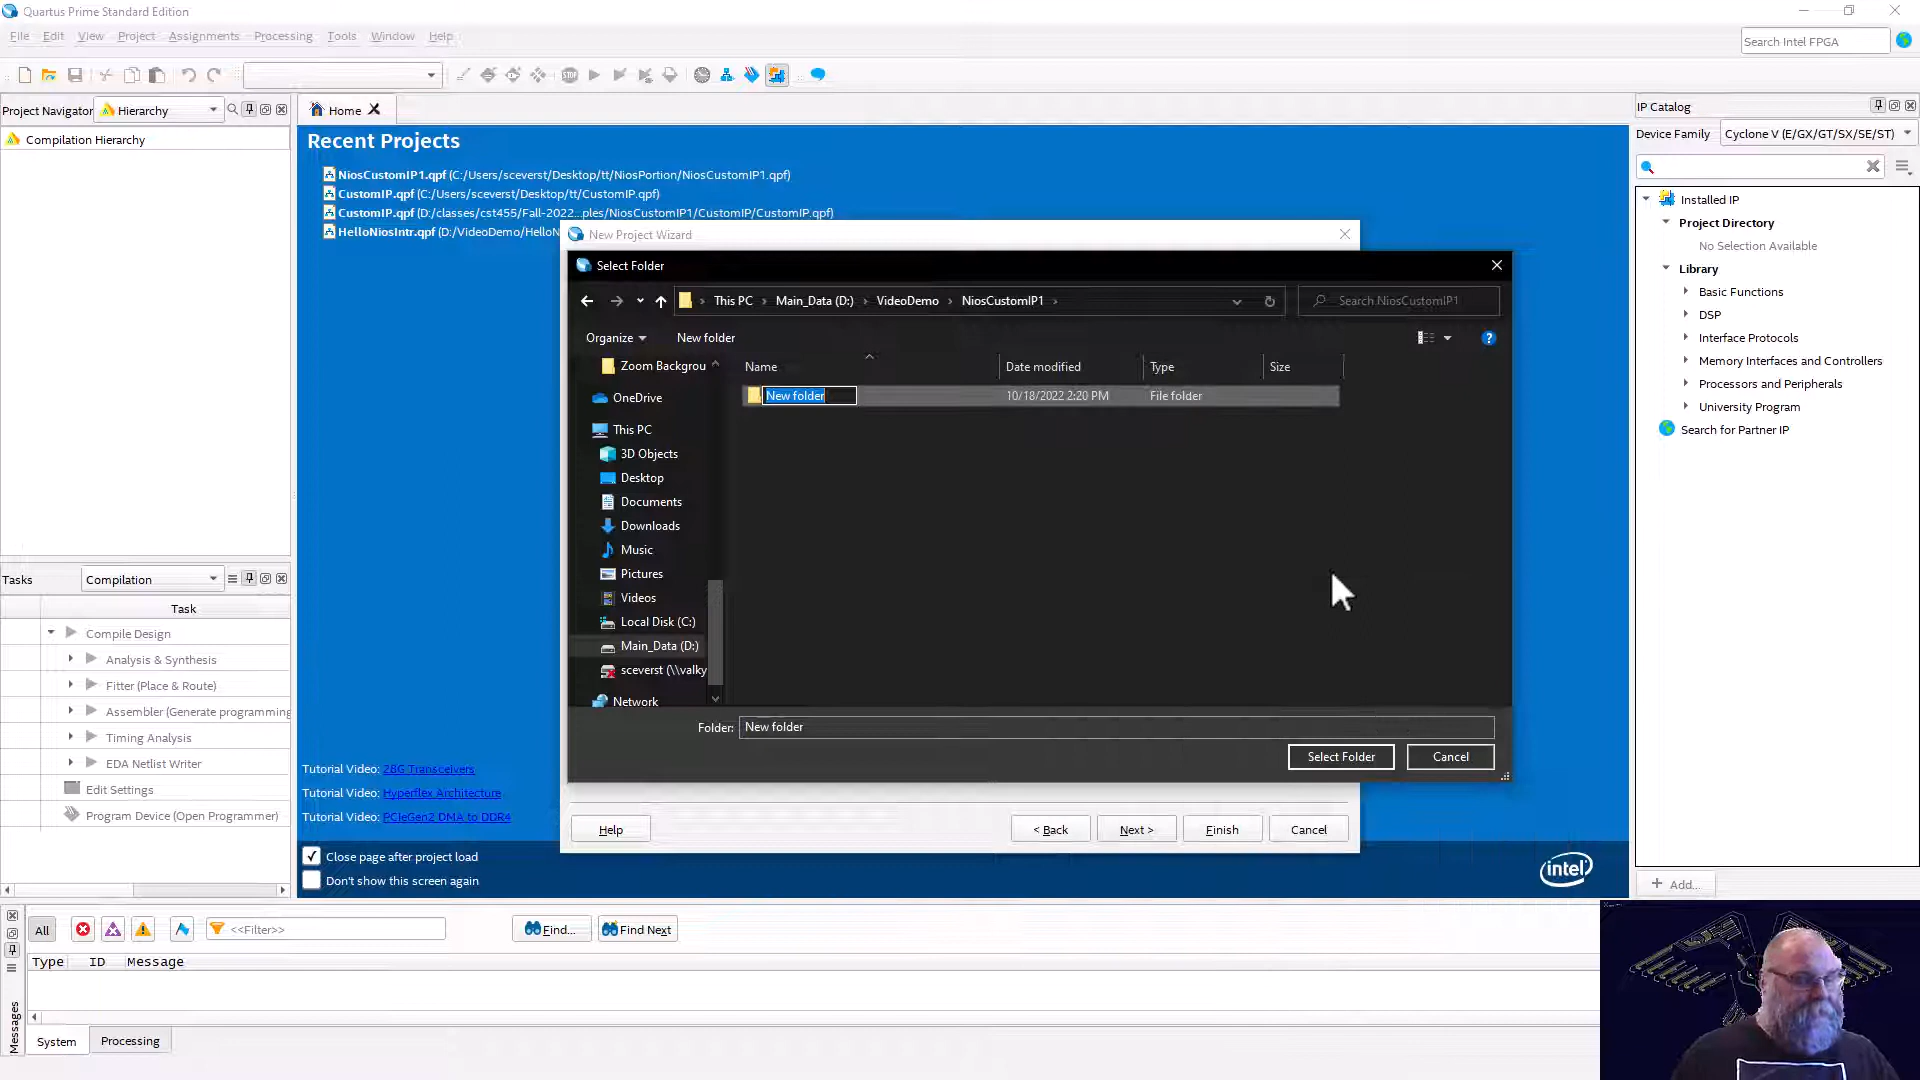 Quartus Prime Standard Edition
File Edit View Project Assignments Processing Tools Window Help
Search Intel FPGA
Project Navigator Hierarchy
Compilation Hierarchy
Home
Recent Projects
NiosCustomIP1.qpf (C:/Users/sceverst/Desktop/tt/NiosPortion/NiosCustomIP1.qpf)
CustomIP.qpf (C:/Users/sceverst/Desktop/tt/CustomIP.qpf)
CustomIP.qpf (D:/classes/cst455/Fall-2022...ples/NiosCustomIP1/CustomIP/CustomIP.qpf)
HelloNiosIntr.qpf (D:/VideoDemo/HelloN
New Project Wizard
Select Folder
This PC Main_Data (D:) VideoDemo NiosCustomIP1
Search NiosCustomIP1
Organize New folder
Name Date modified Type Size
New folder 10/18/2022 2:20 PM File folder
Zoom Backgrou
OneDrive
This PC
3D Objects
Desktop
Documents
Downloads
Music
Pictures
Videos
Local Disk (C:)
Main_Data (D:)
sceverst (\\valky
Network
Folder: New folder
Select Folder Cancel
Help < Back Next > Finish Cancel
Tasks Compilation
Task
Compile Design
Analysis & Synthesis
Fitter (Place & Route)
Assembler (Generate programming
Timing Analysis
EDA Netlist Writer
Edit Settings
Program Device (Open Programmer)
Tutorial Video: 28G Transceivers
Tutorial Video: Hyperflex Architecture
Tutorial Video: PCIeGen2 DMA to DDR4
Close page after project load
Don't show this screen again
intel
IP Catalog
Device Family Cyclone V (E/GX/GT/SX/SE/ST)
Installed IP
Project Directory
No Selection Available
Library
Basic Functions
DSP
Interface Protocols
Memory Interfaces and Controllers
Processors and Peripherals
University Program
Search for Partner IP
+ Add...
All <<Filter>> Find... Find Next
Type ID Message
Messages
System Processing